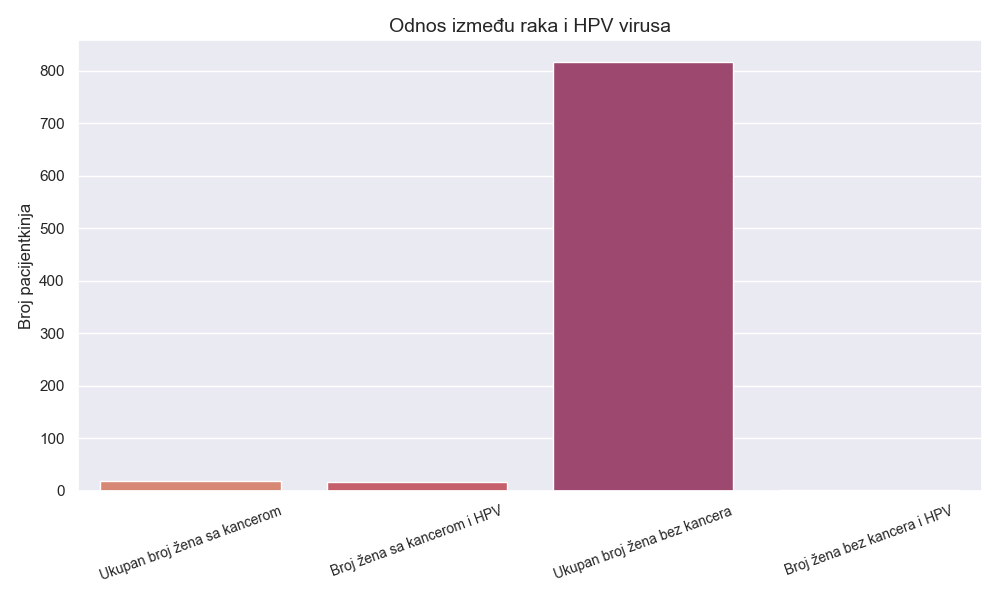 Odnos između raka i HPV virusa
Broj pacijentkinja
800
700
600
500
400
300
200
100
0
Ukupan broj žena sa kancerom
Broj žena sa kancerom i HPV
Ukupan broj žena bez kancera
Broj žena bez kancera i HPV